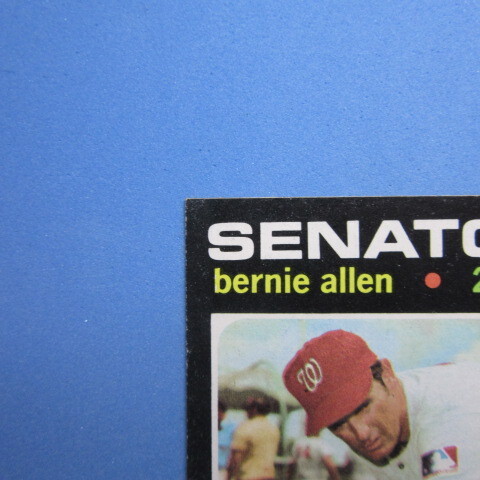 SENATO
bernie allen • 2
W